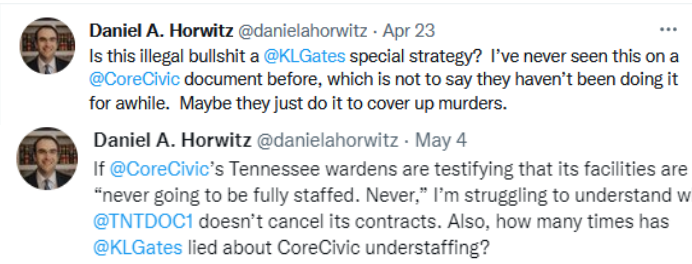 Daniel A. Horwitz @danielahorwitz · Apr 23 ...
Is this illegal bullshit a @KLGates special strategy? I've never seen this on a
@CoreCivic document before, which is not to say they haven't been doing it
for awhile. Maybe they just do it to cover up murders.
Daniel A. Horwitz @danielahorwitz · May 4
If @CoreCivic's Tennessee wardens are testifying that its facilities are
“never going to be fully staffed. Never,” I'm struggling to understand w
@TNTDOC1 doesn't cancel its contracts. Also, how many times has
@KLGates lied about CoreCivic understaffing?